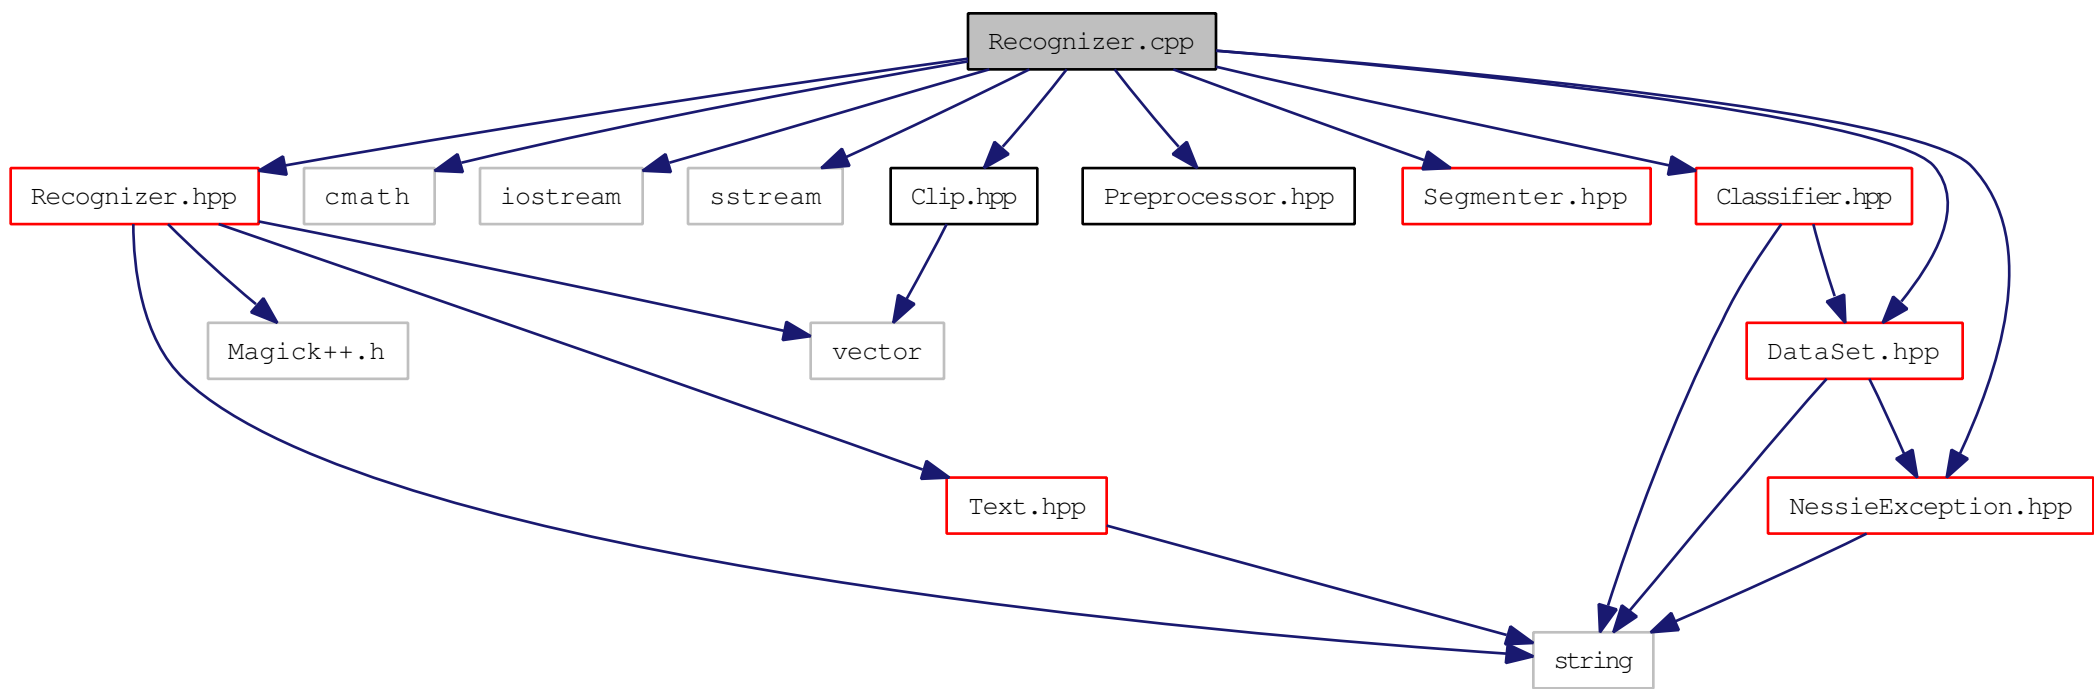 Recognizer.cpp
Recognizer.hpp
cmath
iostream
sstream
Clip.hpp
Preprocessor.hpp
Segmenter.hpp
Classifier.hpp
Magick++.h
vector
DataSet.hpp
Text.hpp
NessieException.hpp
string